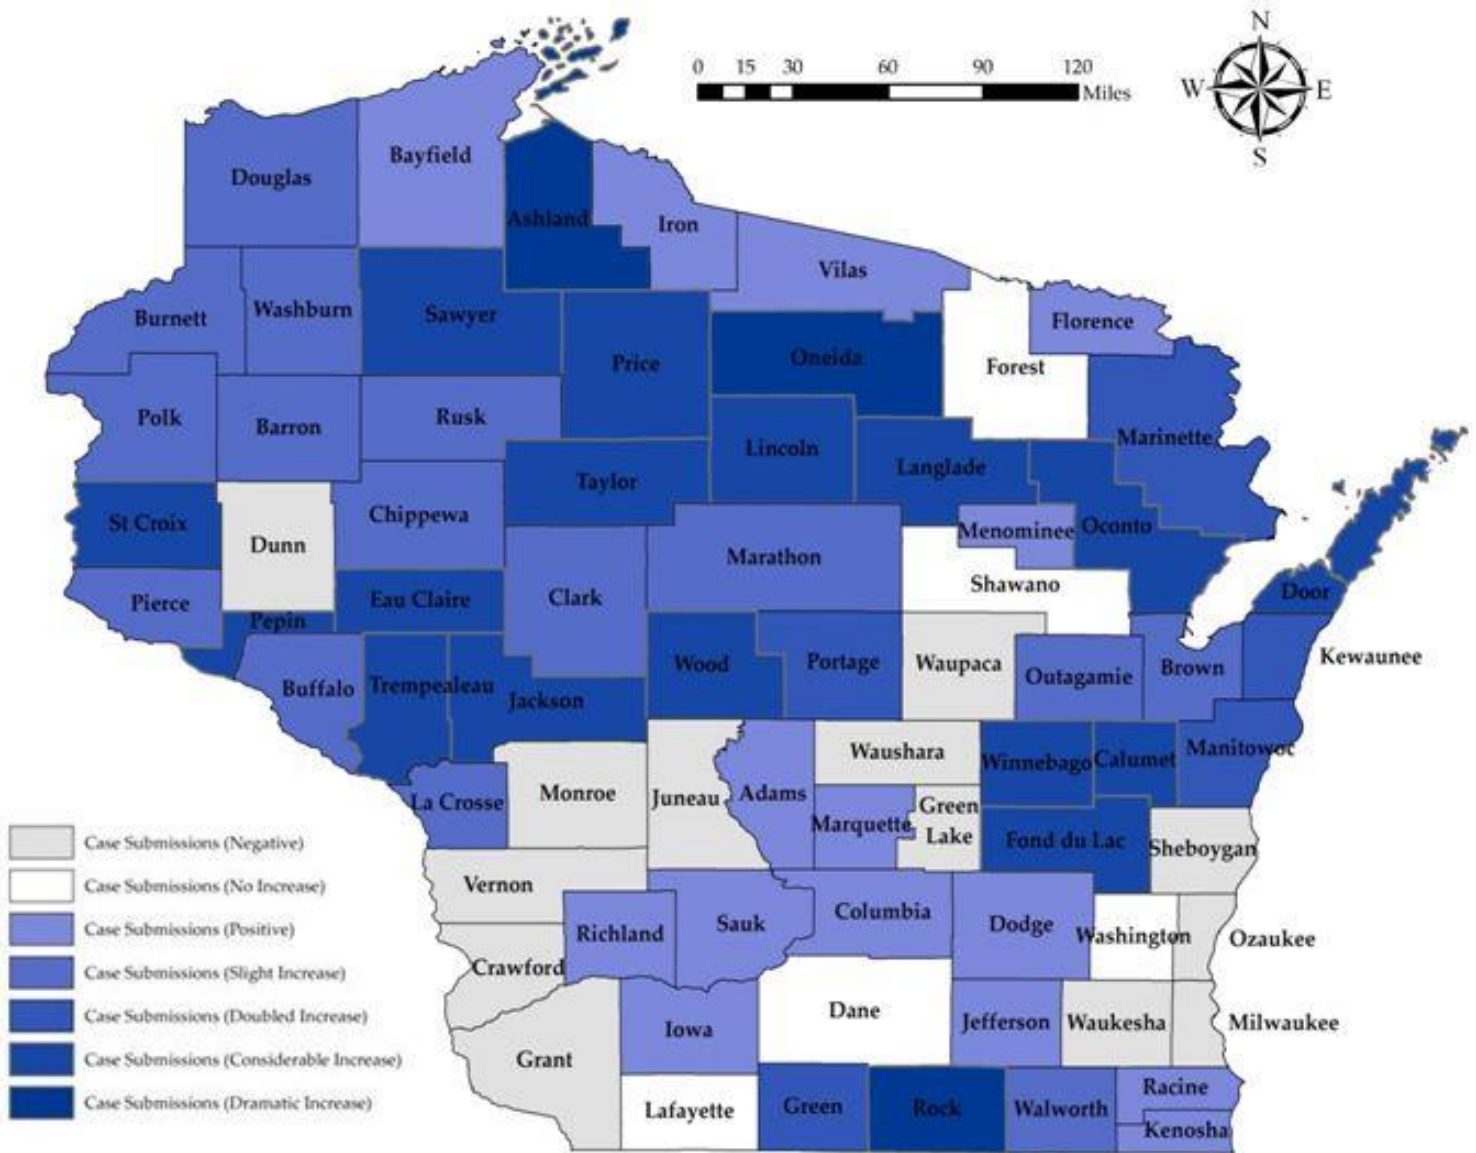 N
0 15 30 60 90 120
Miles
W E
S
Bayfield
Douglas
Ashland
Iron
Vilas
Burnett
Washburn
Sawyer
Florence
Price
Oneida
Forest
Polk
Barron
Rusk
Lincoln
Marinette
Taylor
Langlade
St Croix
Chippewa
Menominee
Oconto
Dunn
Marathon
Shawano
Pierce
Eau Claire
Clark
Door
Pepin
Wood
Portage
Waupaca
Outagamie
Brown
Kewaunee
Buffalo
Trempealeau
Jackson
Waushara
Winnebago
Calumet
Manitowoc
La Crosse
Monroe
Juneau
Adams
Marquette
Green
Lake
Fond du Lac
Sheboygan
Case Submissions (Negative)
Case Submissions (No Increase)
Case Submissions (Positive)
Case Submissions (Slight Increase)
Case Submissions (Doubled Increase)
Case Submissions (Considerable Increase)
Case Submissions (Dramatic Increase)
Vernon
Richland
Sauk
Columbia
Dodge
Washington
Ozaukee
Crawford
Dane
Iowa
Jefferson
Waukesha
Milwaukee
Grant
Lafayette
Green
Rock
Walworth
Racine
Kenosha